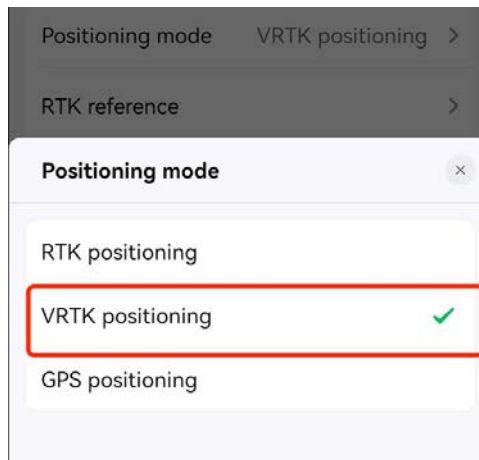 Positioning mode VRTK positioning >
RTK reference >
Positioning mode ×
RTK positioning
VRTK positioning
GPS positioning